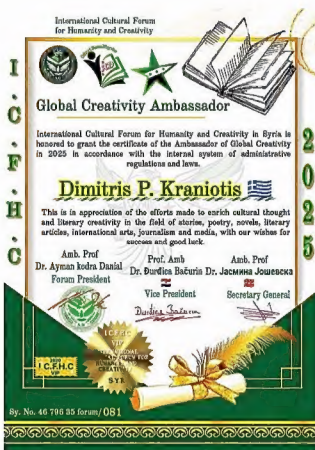 International Cultural Forum
for Humanity and Creativity
I.C.F.H.C
2025
Global Creativity Ambassador
International Cultural Forum for Humanity and Creativity in Syria is
honored to grant the certificate of the Ambassador of Global Creativity
in 2025 in accordance with the internal system of administrative
regulations and laws.
Dimitris P. Kraniotis
This is in appreciation of the efforts made to enrich cultural thought
and literary creativity in the field of stories, poetry, novels, literary
articles, international arts, journalism and media, with our wishes for
success and good luck.
Amb. Prof
Dr. Ayman kodra Danial
Forum President
Prof. Amb
Dr. Đurđica Bačurin
Vice President
Amb. Prof
Dr. Јасмина Јошевска
Secretary General
I.C.F.H.C
VIP
HUMANITY
CREATIVITY
SYR
I.C.F.H.C
VIP
Sy. No. 46 796 35 forum/081